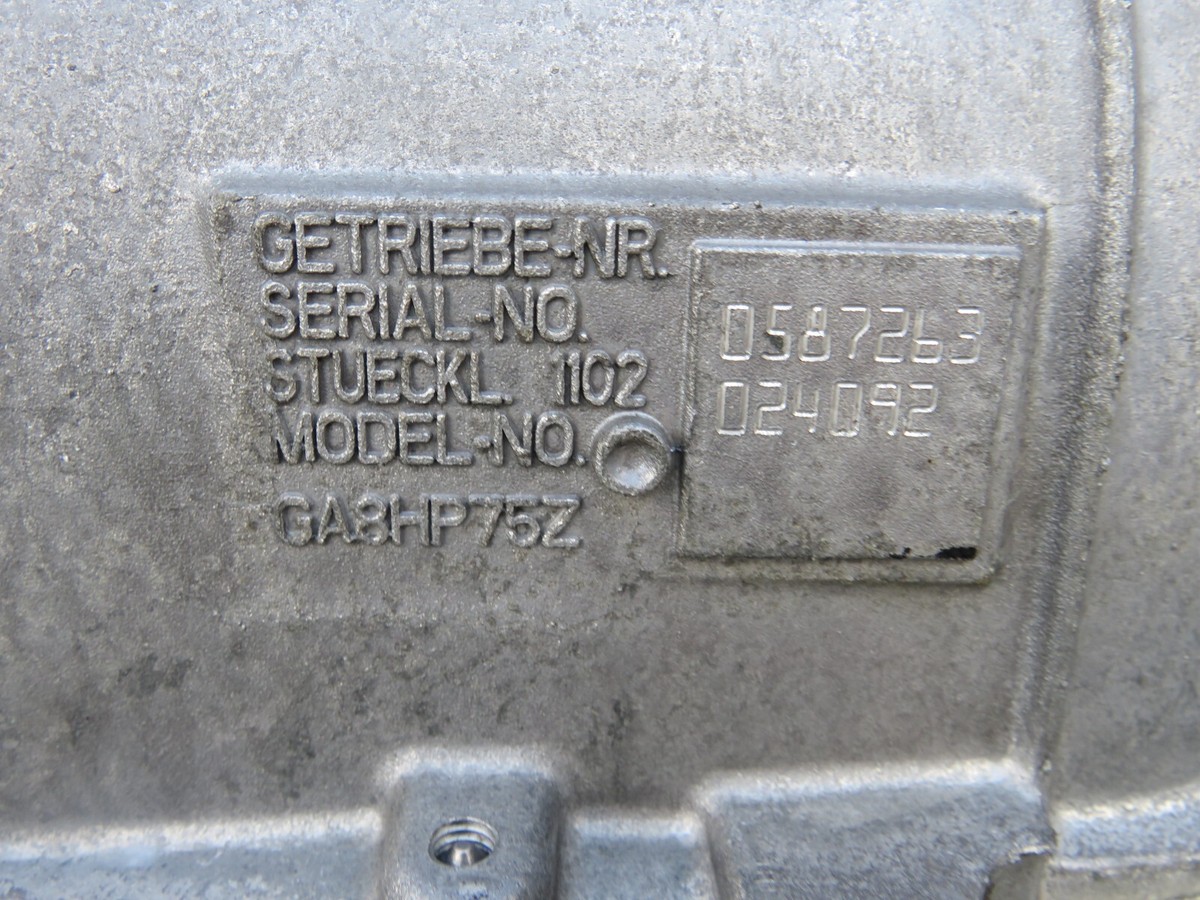 GETRIEBE-NR.
SERIAL-NO. 0587263
STUECKL. 1102
MODEL-NO. 024092
GA8HP75Z